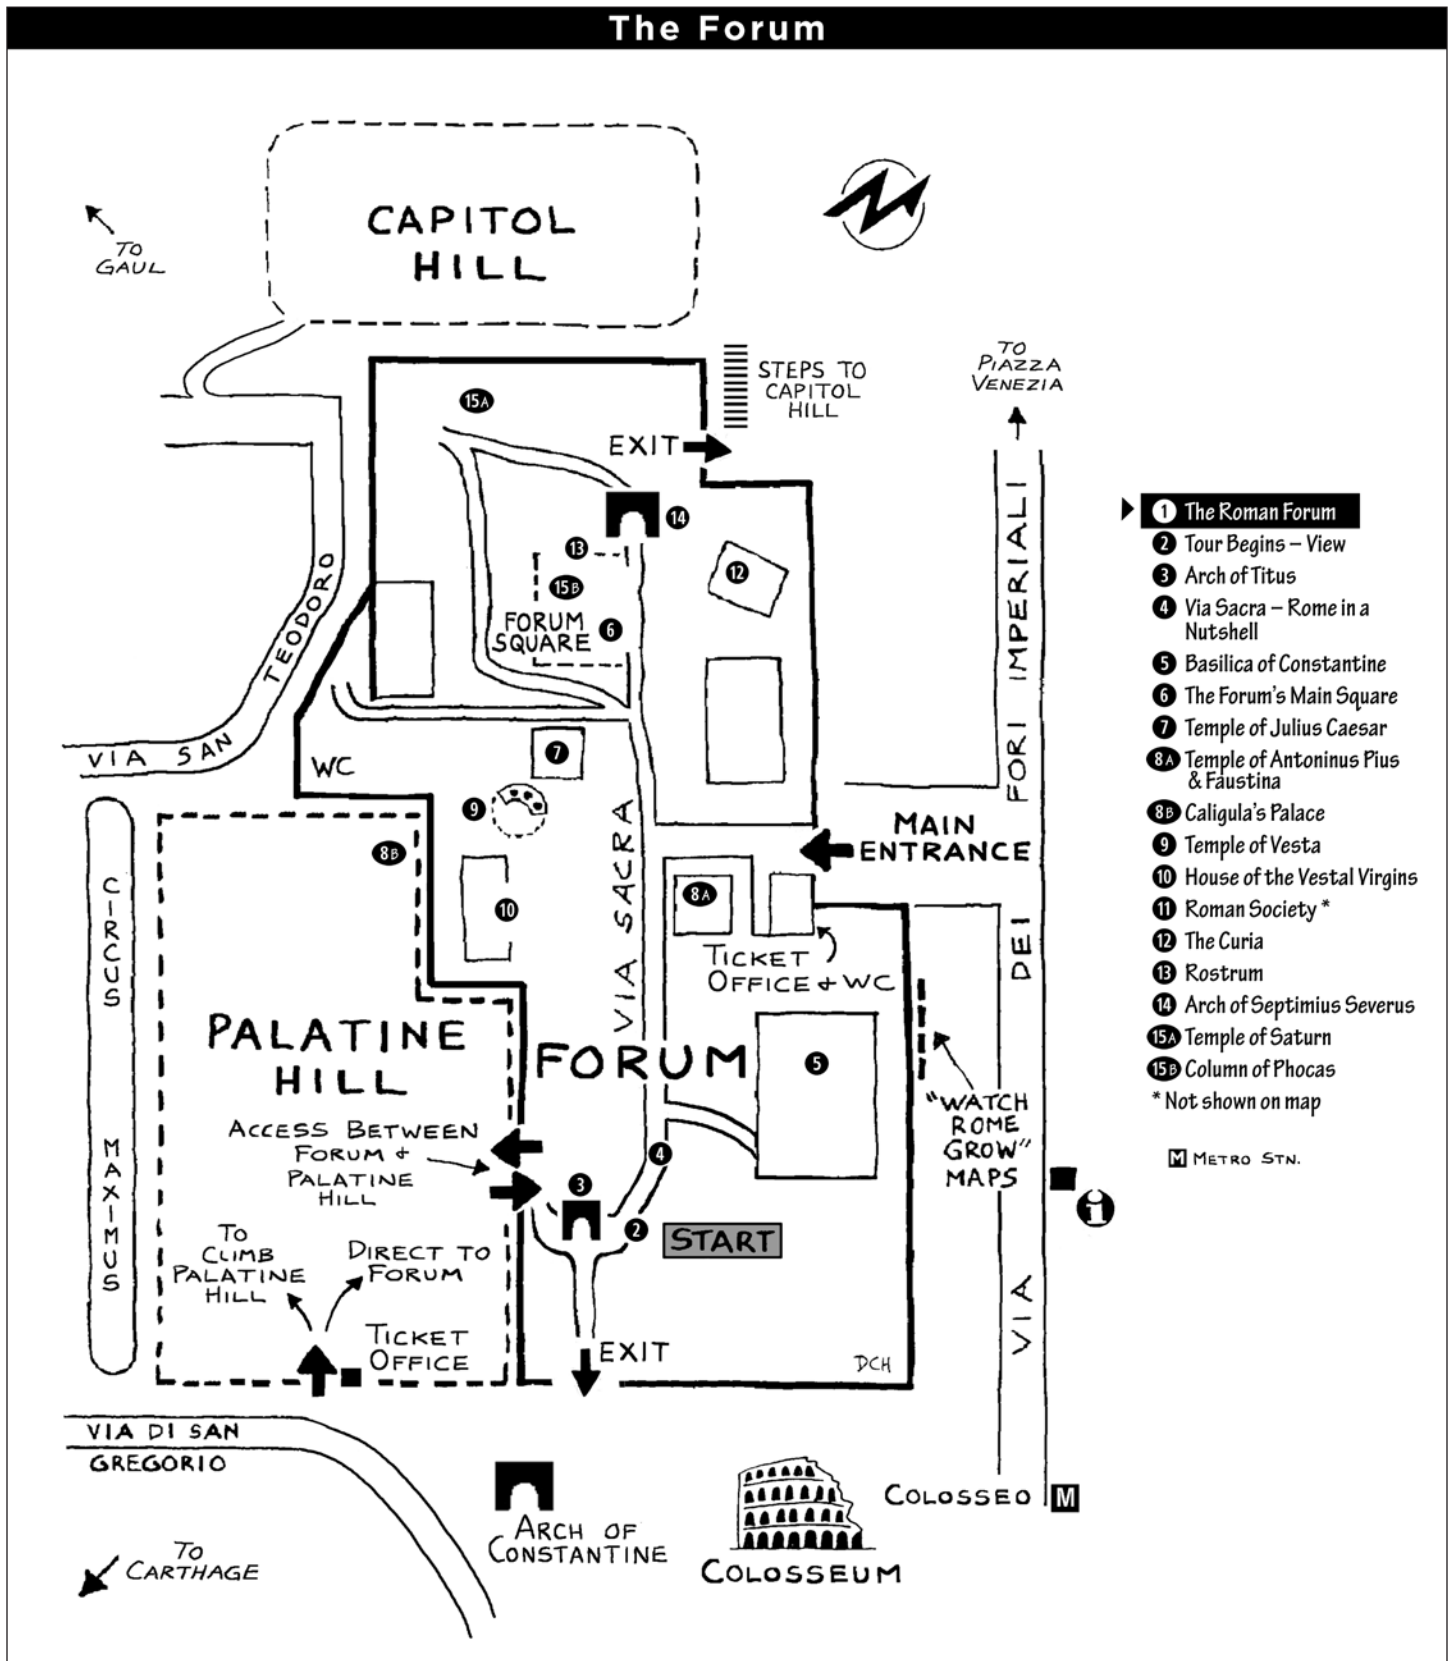 The Forum
CAPITOL
HILL
TO
GAUL
STEPS TO
CAPITOL
HILL
TO
PIAZZA
VENEZIA
15A
EXIT
14
13
12
15B
FORUM
SQUARE
6
VIA SAN TEODORO
WC
7
9
8B
10
VIA SACRA
MAIN
ENTRANCE
8A
TICKET
OFFICE + WC
VIA DEI FORI IMPERIALI
CIRCUS MAXIMUS
PALATINE
HILL
FORUM
5
"WATCH
ROME
GROW"
MAPS
ACCESS BETWEEN
FORUM +
PALATINE
HILL
4
3
2
START
TO
CLIMB
PALATINE
HILL
DIRECT TO
FORUM
TICKET
OFFICE
EXIT
DCH
i
VIA DI SAN
GREGORIO
ARCH OF
CONSTANTINE
COLOSSEUM
COLOSSEO M
TO
CARTHAGE
1 The Roman Forum
2 Tour Begins – View
3 Arch of Titus
4 Via Sacra – Rome in a
Nutshell
5 Basilica of Constantine
6 The Forum's Main Square
7 Temple of Julius Caesar
8A Temple of Antoninus Pius
& Faustina
8B Caligula's Palace
9 Temple of Vesta
10 House of the Vestal Virgins
11 Roman Society *
12 The Curia
13 Rostrum
14 Arch of Septimius Severus
15A Temple of Saturn
15B Column of Phocas
* Not shown on map
M METRO STN.